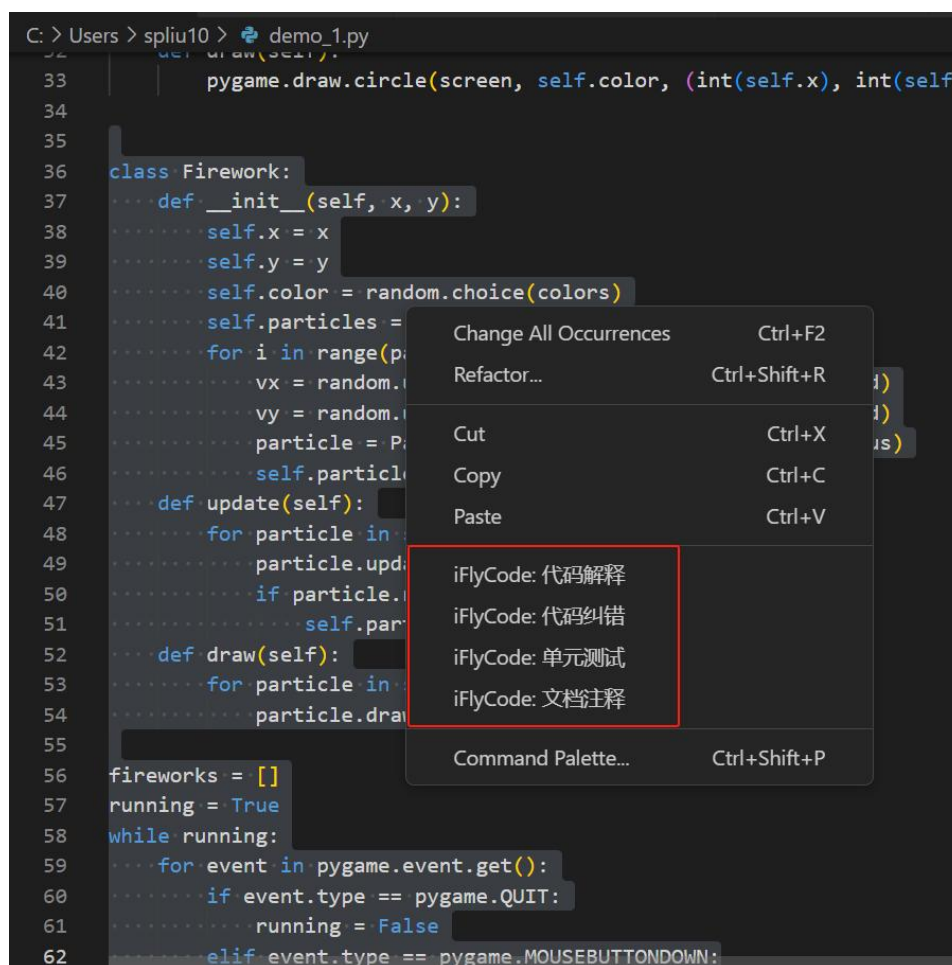 C: > Users > spliu10 > demo_1.py
32 def draw(self):
33 pygame.draw.circle(screen, self.color, (int(self.x), int(self
34
35
36 class Firework:
37 def __init__(self, x, y):
38 self.x = x
39 self.y = y
40 self.color = random.choice(colors)
41 self.particles =
42 for i in range(pa
43 vx = random.u d)
44 vy = random.u d)
45 particle = Pa us)
46 self.particle
47 def update(self):
48 for particle in s
49 particle.upda
50 if particle.r
51 self.par
52 def draw(self):
53 for particle in s
54 particle.draw
55
56 fireworks = []
57 running = True
58 while running:
59 for event in pygame.event.get():
60 if event.type == pygame.QUIT:
61 running = False
62 elif event.type == pygame.MOUSEBUTTONDOWN:
Change All Occurrences Ctrl+F2
Refactor... Ctrl+Shift+R
Cut Ctrl+X
Copy Ctrl+C
Paste Ctrl+V
iFlyCode: 代码解释
iFlyCode: 代码纠错
iFlyCode: 单元测试
iFlyCode: 文档注释
Command Palette... Ctrl+Shift+P